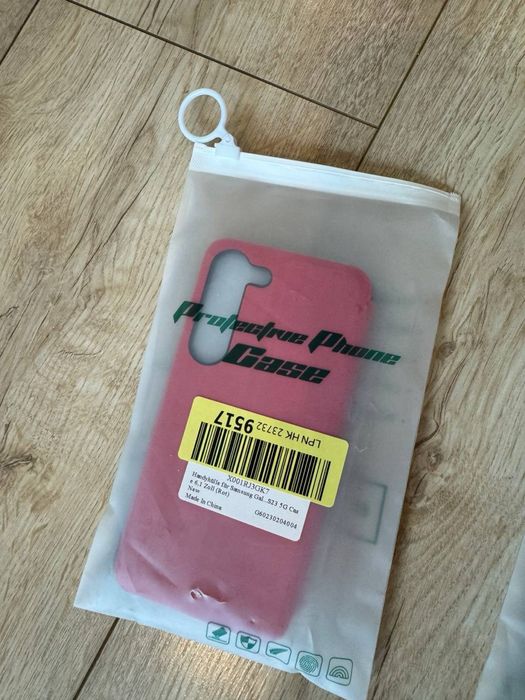 Protective Phone
Case
LPN HK 23732 9517
X001RJ3GK7
Handyhülle für Samsung Gal...S23 5G Cas
e 6,1 Zoll (Rot)
New
Made In China
G60230204004